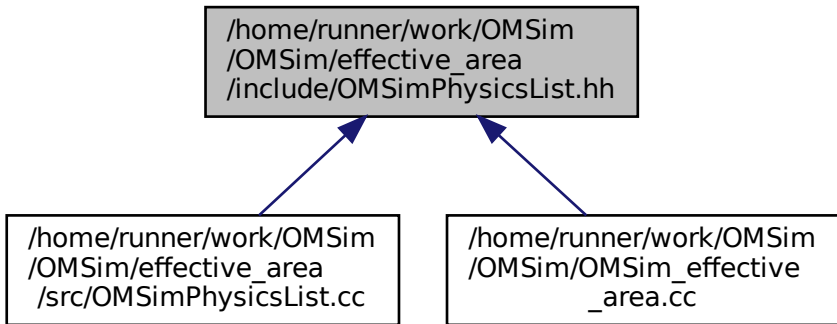 /home/runner/work/OMSim
/OMSim/effective_area
/include/OMSimPhysicsList.hh
/home/runner/work/OMSim
/OMSim/effective_area
/src/OMSimPhysicsList.cc
/home/runner/work/OMSim
/OMSim/OMSim_effective
_area.cc